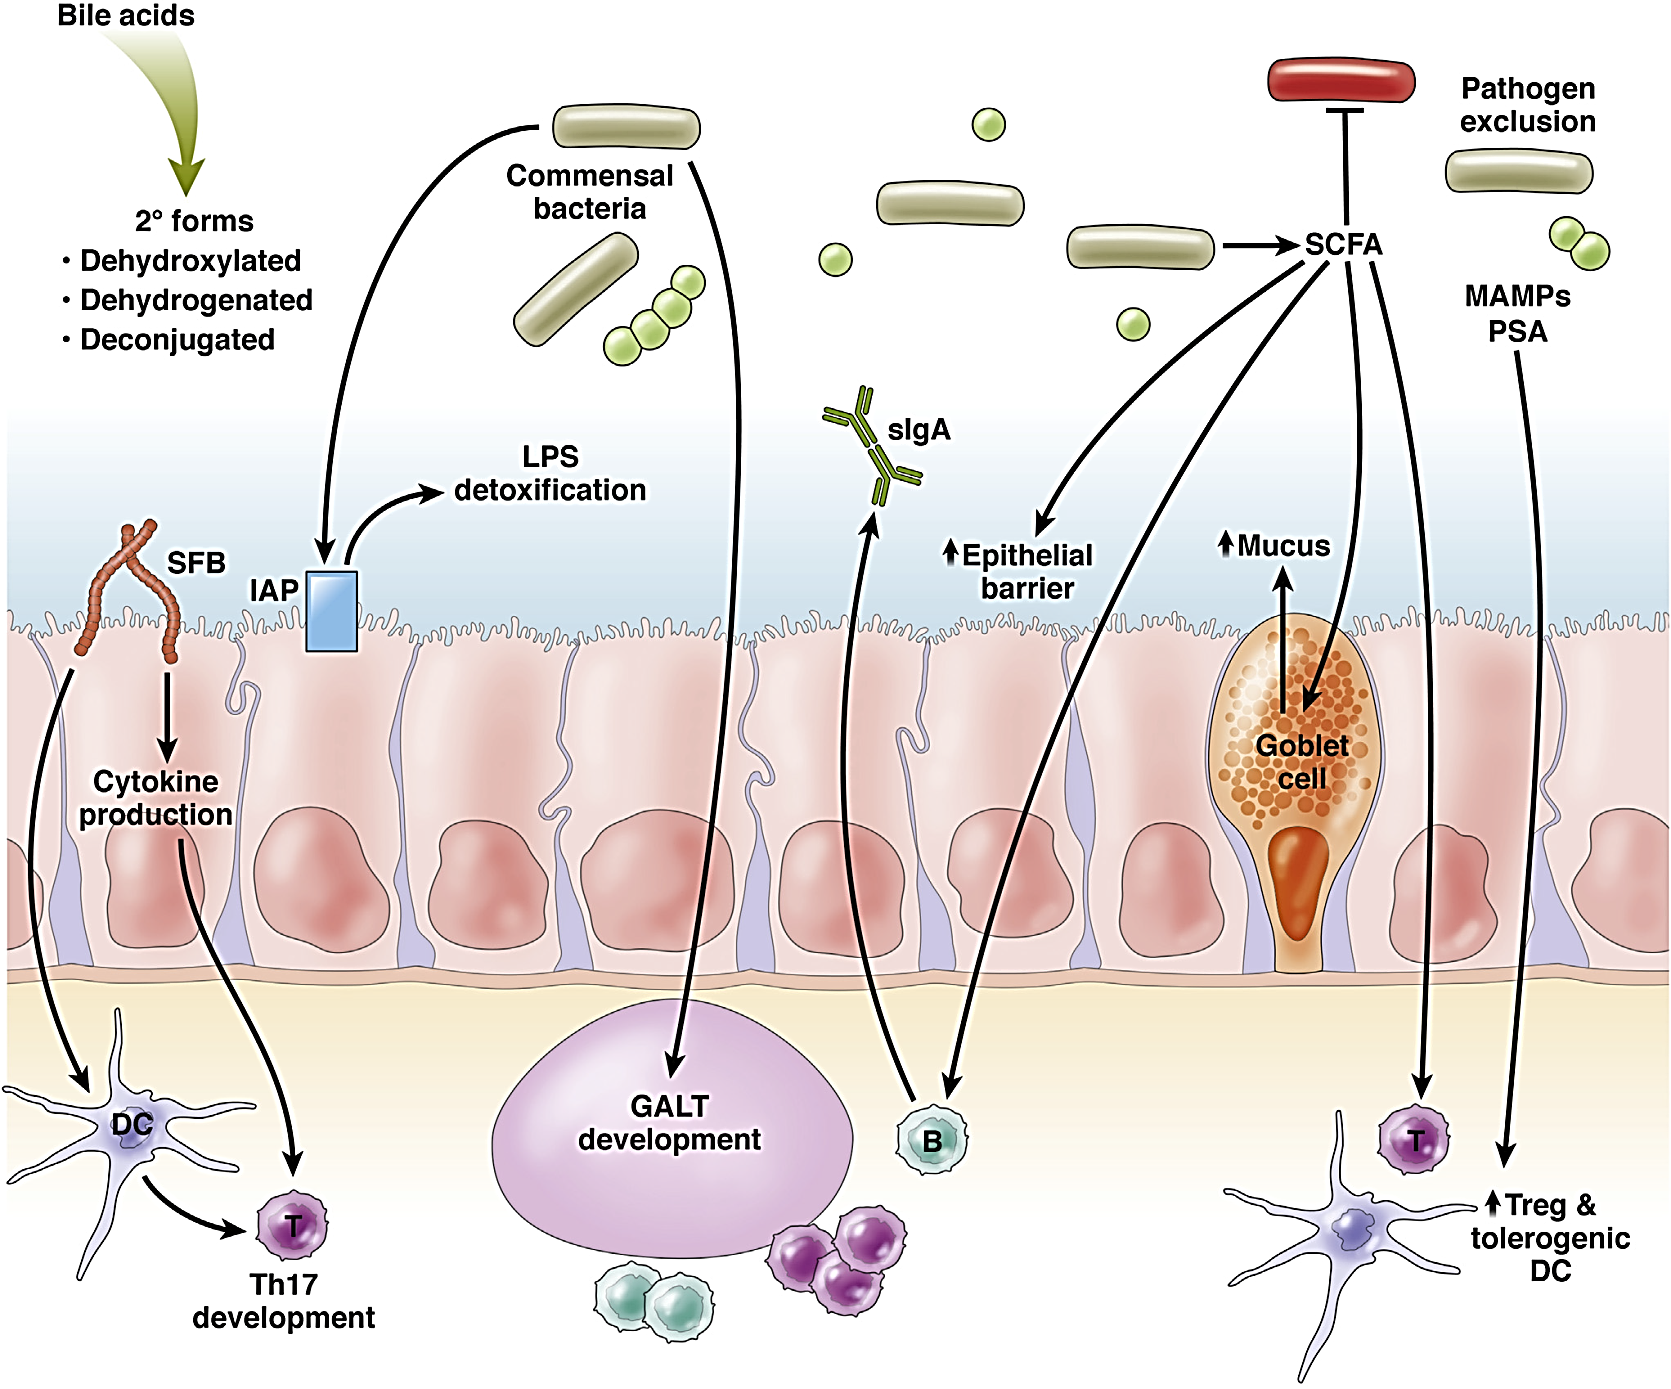 Bile acids
2° forms
• Dehydroxylated
• Dehydrogenated
• Deconjugated
Commensal
bacteria
Pathogen
exclusion
SCFA
MAMPs
PSA
sIgA
LPS
detoxification
SFB
IAP
Epithelial
barrier
Mucus
Goblet
cell
Cytokine
production
DC
T
Th17
development
GALT
development
B
T
Treg &
tolerogenic
DC